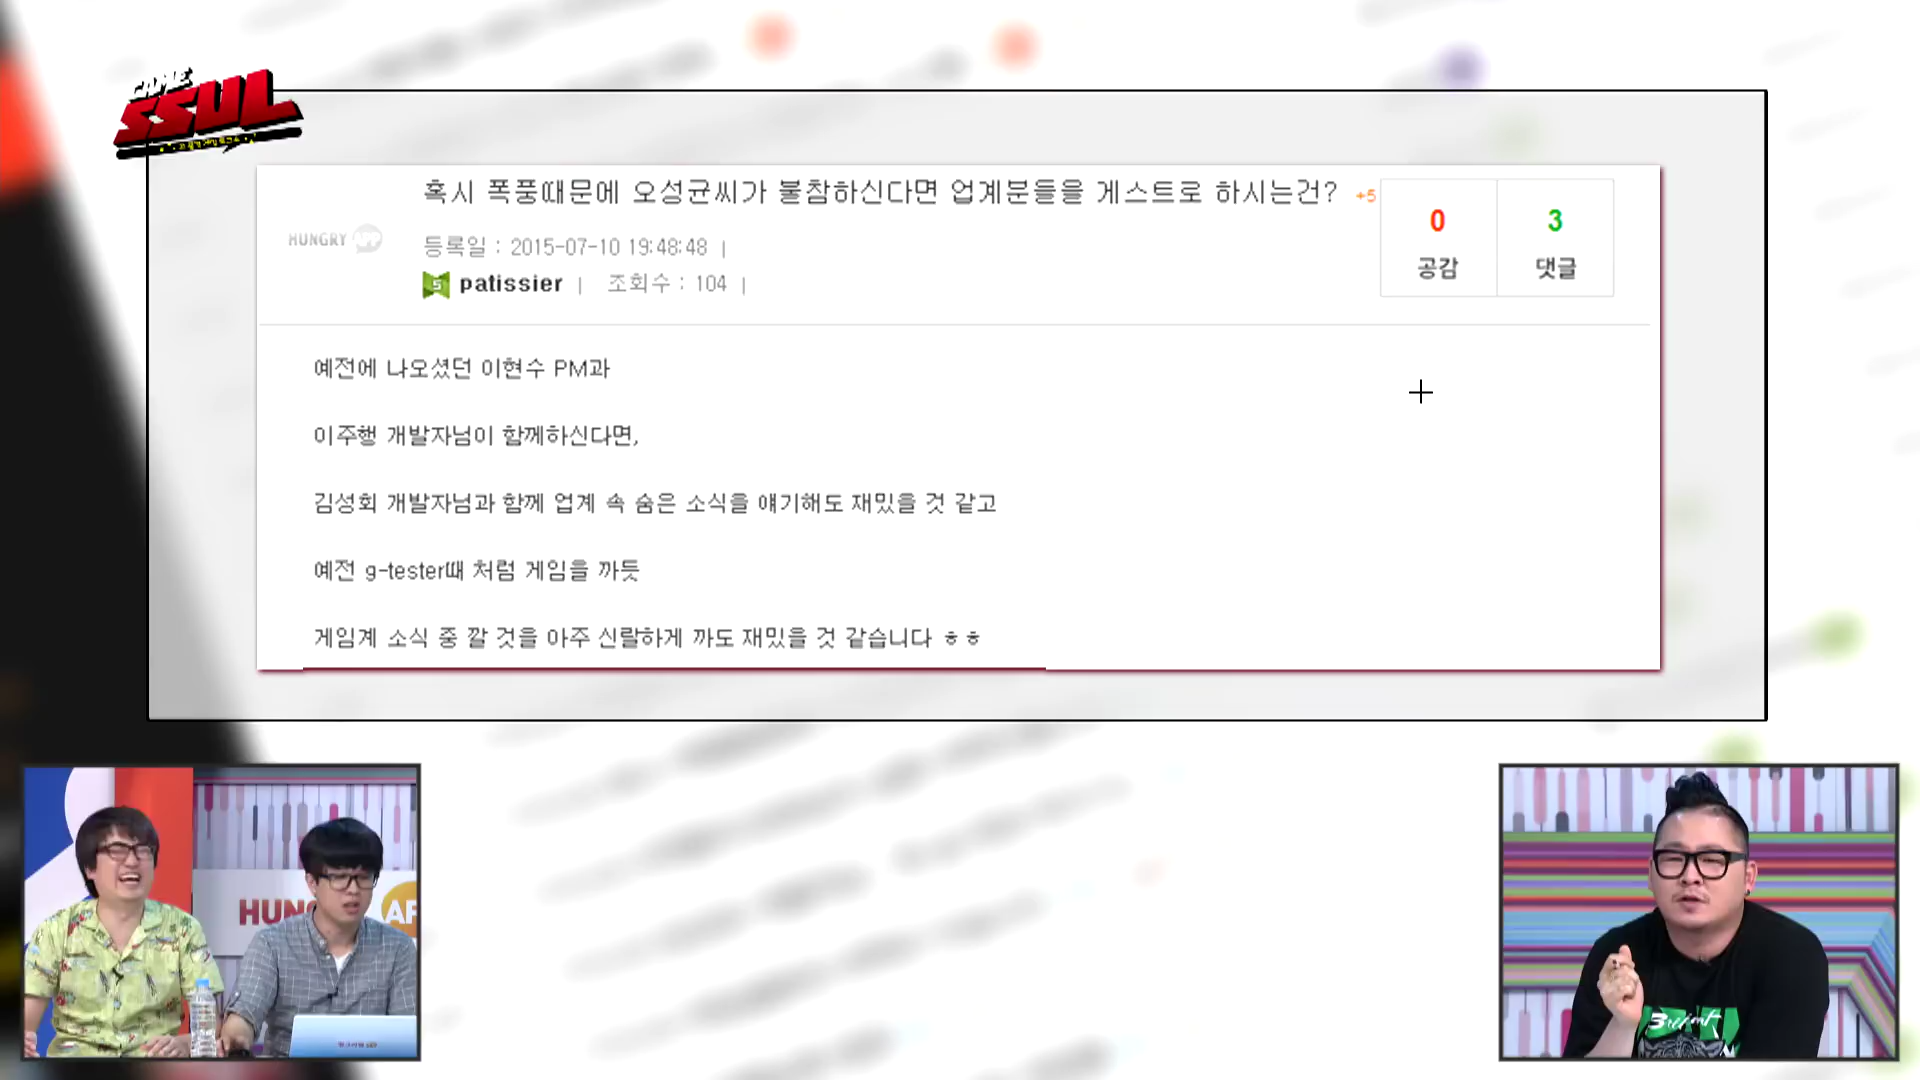 GAME
SSUL
혹시 폭풍때문에 오성균씨가 불참하신다면 업계분들을 게스트로 하시는건? +5
HUNGRY APP
등록일 : 2015-07-10 19:48:48 |
5 patissier | 조회수 : 104 |
0
공감
3
댓글
예전에 나오셨던 이현수 PM과
이주행 개발자님이 함께하신다면,
김성회 개발자님과 함께 업계 속 숨은 소식을 얘기해도 재밌을 것 같고
예전 g-tester때 처럼 게임을 까듯
게임계 소식 중 깔 것을 아주 신랄하게 까도 재밌을 것 같습니다 ㅎㅎ
HUNG
AP